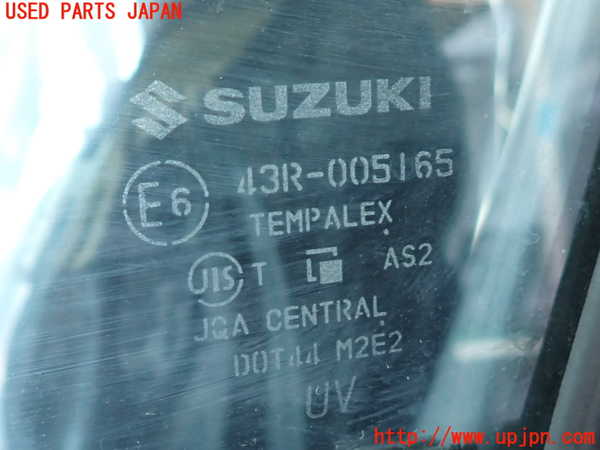 USED PARTS JAPAN
SUZUKI
E6 43R-005165
TEMPALEX
JIS T AS2
JQA CENTRAL
DOT44 M2E2
UV
http://www.upjpn.com/